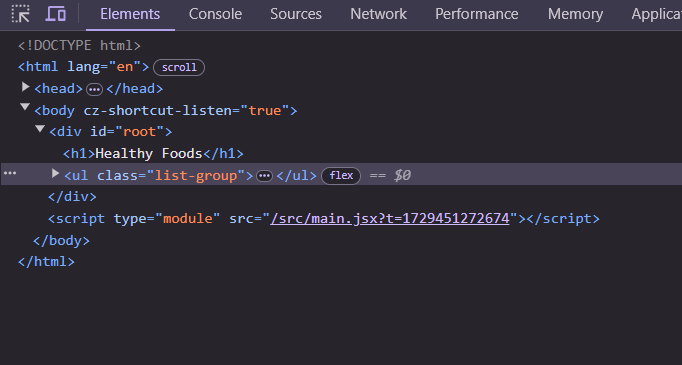 Elements Console Sources Network Performance Memory Applicat
<!DOCTYPE html>
<html lang="en"> scroll
<head> ••• </head>
<body cz-shortcut-listen="true">
<div id="root">
<h1>Healthy Foods</h1>
••• <ul class="list-group"> ••• </ul> flex == $0
</div>
<script type="module" src="/src/main.jsx?t=1729451272674"></script>
</body>
</html>